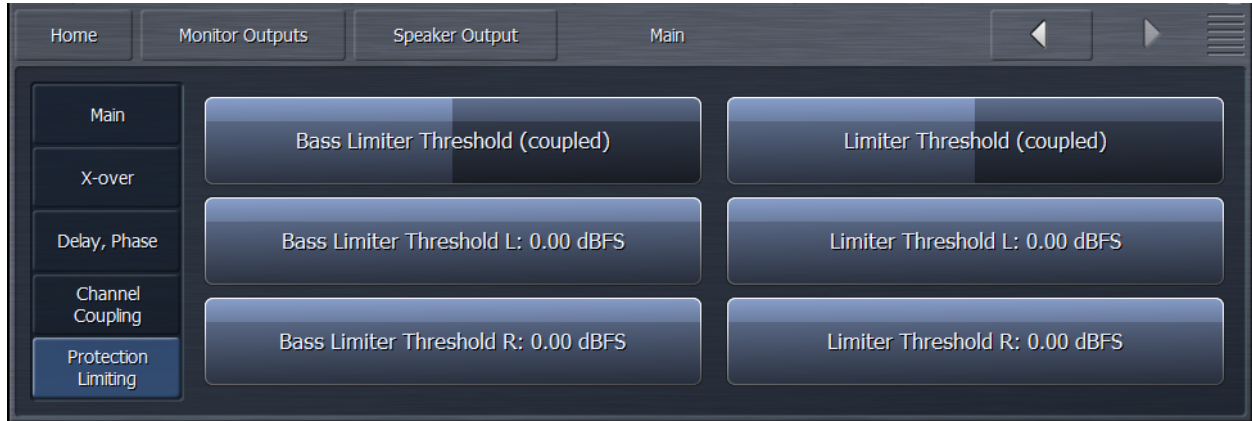 Home
Monitor Outputs
Speaker Output
Main
Main
X-over
Delay, Phase
Channel
Coupling
Protection
Limiting
Bass Limiter Threshold (coupled)
Limiter Threshold (coupled)
Bass Limiter Threshold L: 0.00 dBFS
Limiter Threshold L: 0.00 dBFS
Bass Limiter Threshold R: 0.00 dBFS
Limiter Threshold R: 0.00 dBFS